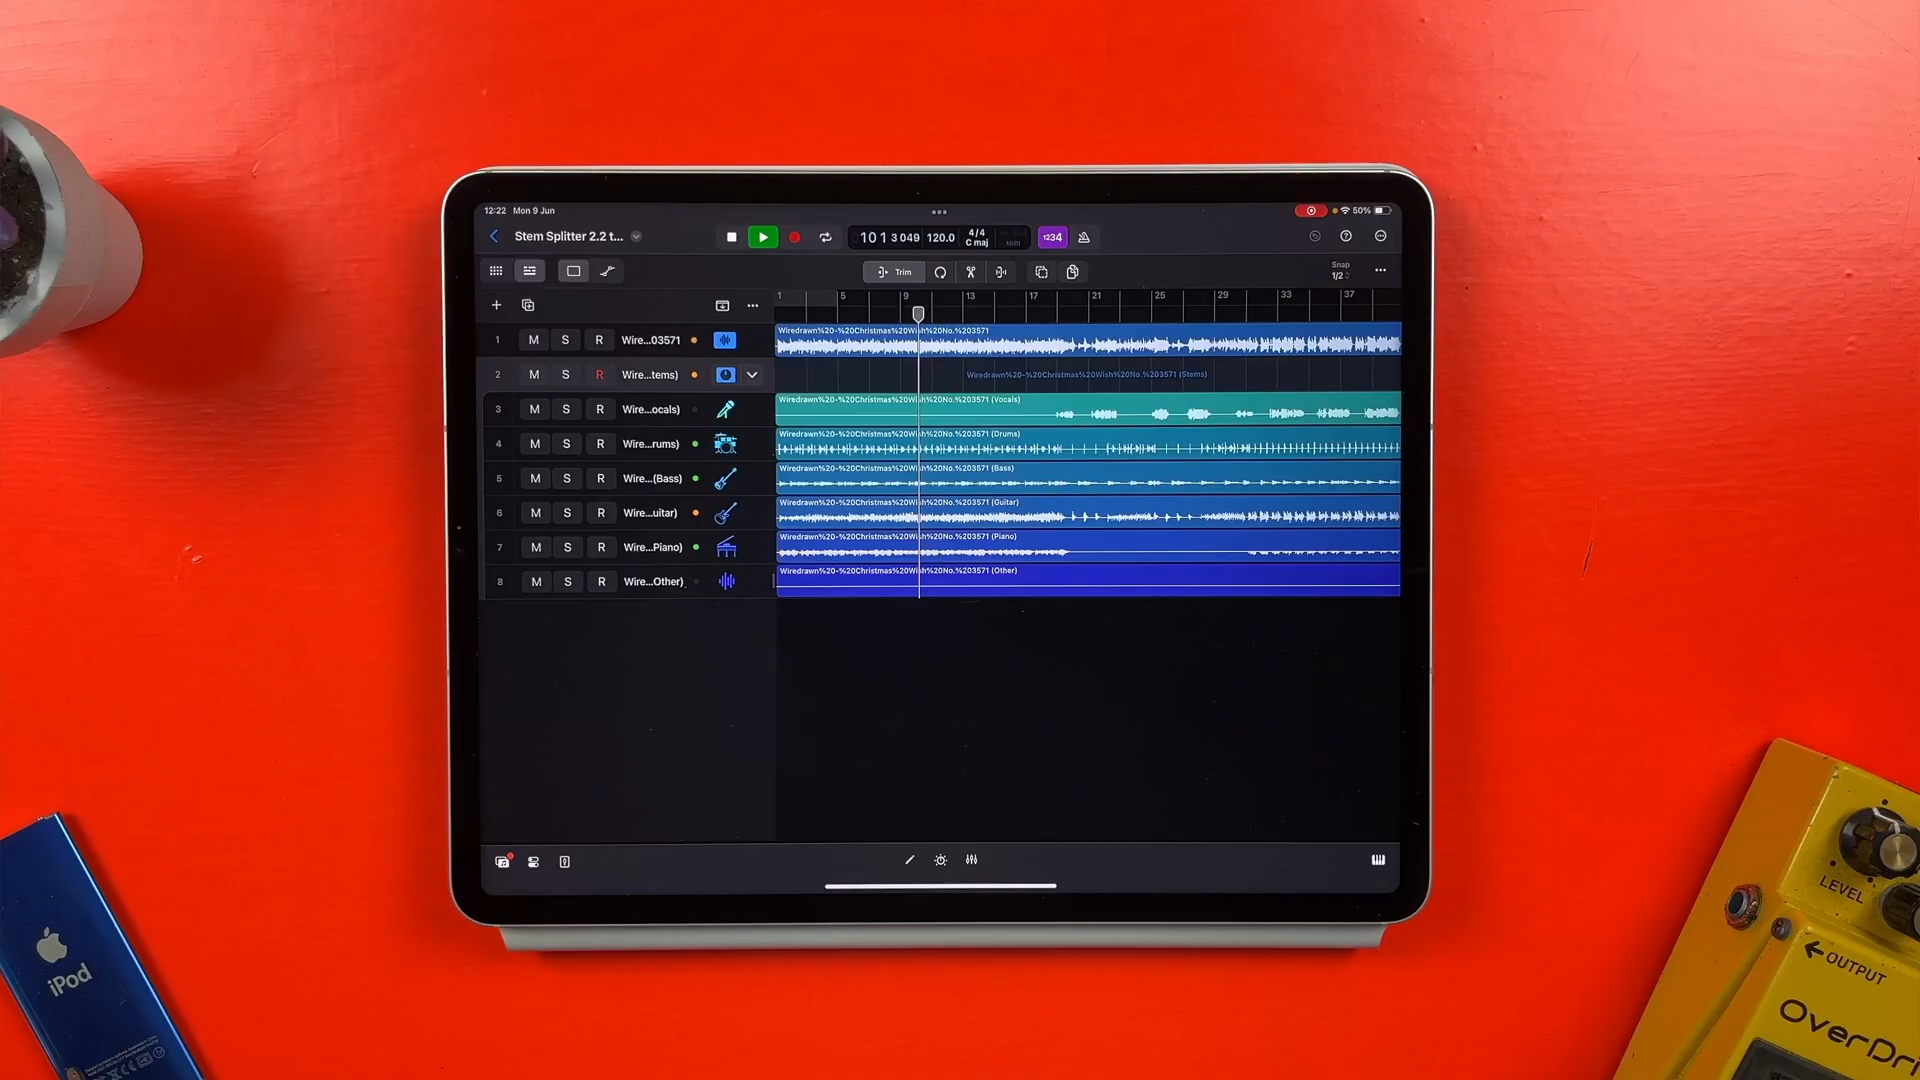 12:22 Mon 9 Jun
50%
Stem Splitter 2.2 t...
101 3 049 120.0 4/4
C maj
MIDI
1234
Trim
Snap
1/2
1 5 9 13 17 21 25 29 33 37
1 M S R Wire...03571
Wiredrawn%20-%20Christmas%20Wish%20No.%203571
2 M S R Wire...tems)
Wiredrawn%20-%20Christmas%20Wish%20No.%203571 (Stems)
3 M S R Wire...ocals)
Wiredrawn%20-%20Christmas%20Wish%20No.%203571 (Vocals)
4 M S R Wire...rums)
Wiredrawn%20-%20Christmas%20Wish%20No.%203571 (Drums)
5 M S R Wire...(Bass)
Wiredrawn%20-%20Christmas%20Wish%20No.%203571 (Bass)
6 M S R Wire...uitar)
Wiredrawn%20-%20Christmas%20Wish%20No.%203571 (Guitar)
7 M S R Wire...Piano)
Wiredrawn%20-%20Christmas%20Wish%20No.%203571 (Piano)
8 M S R Wire...Other)
Wiredrawn%20-%20Christmas%20Wish%20No.%203571 (Other)
iPod
LEVEL
OUTPUT
OverDri